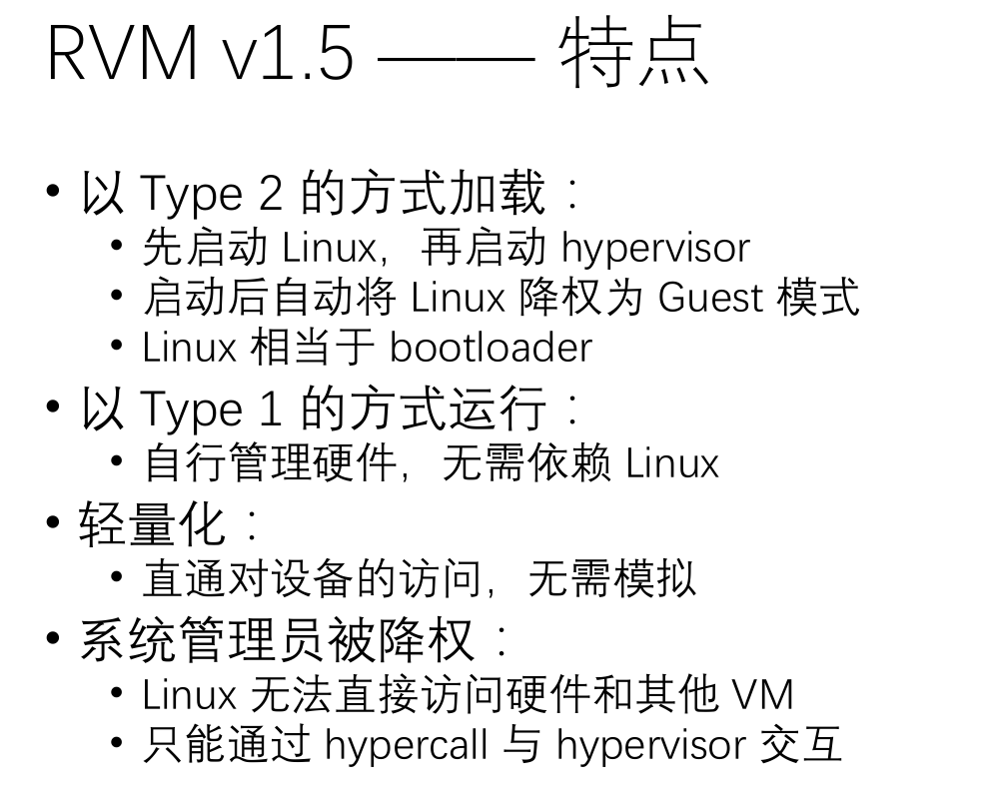 RVM v1.5 —— 特点
• 以 Type 2 的方式加载：
• 先启动 Linux，再启动 hypervisor
• 启动后自动将 Linux 降权为 Guest 模式
• Linux 相当于 bootloader
• 以 Type 1 的方式运行：
• 自行管理硬件，无需依赖 Linux
• 轻量化：
• 直通对设备的访问，无需模拟
• 系统管理员被降权：
• Linux 无法直接访问硬件和其他 VM
• 只能通过 hypercall 与 hypervisor 交互